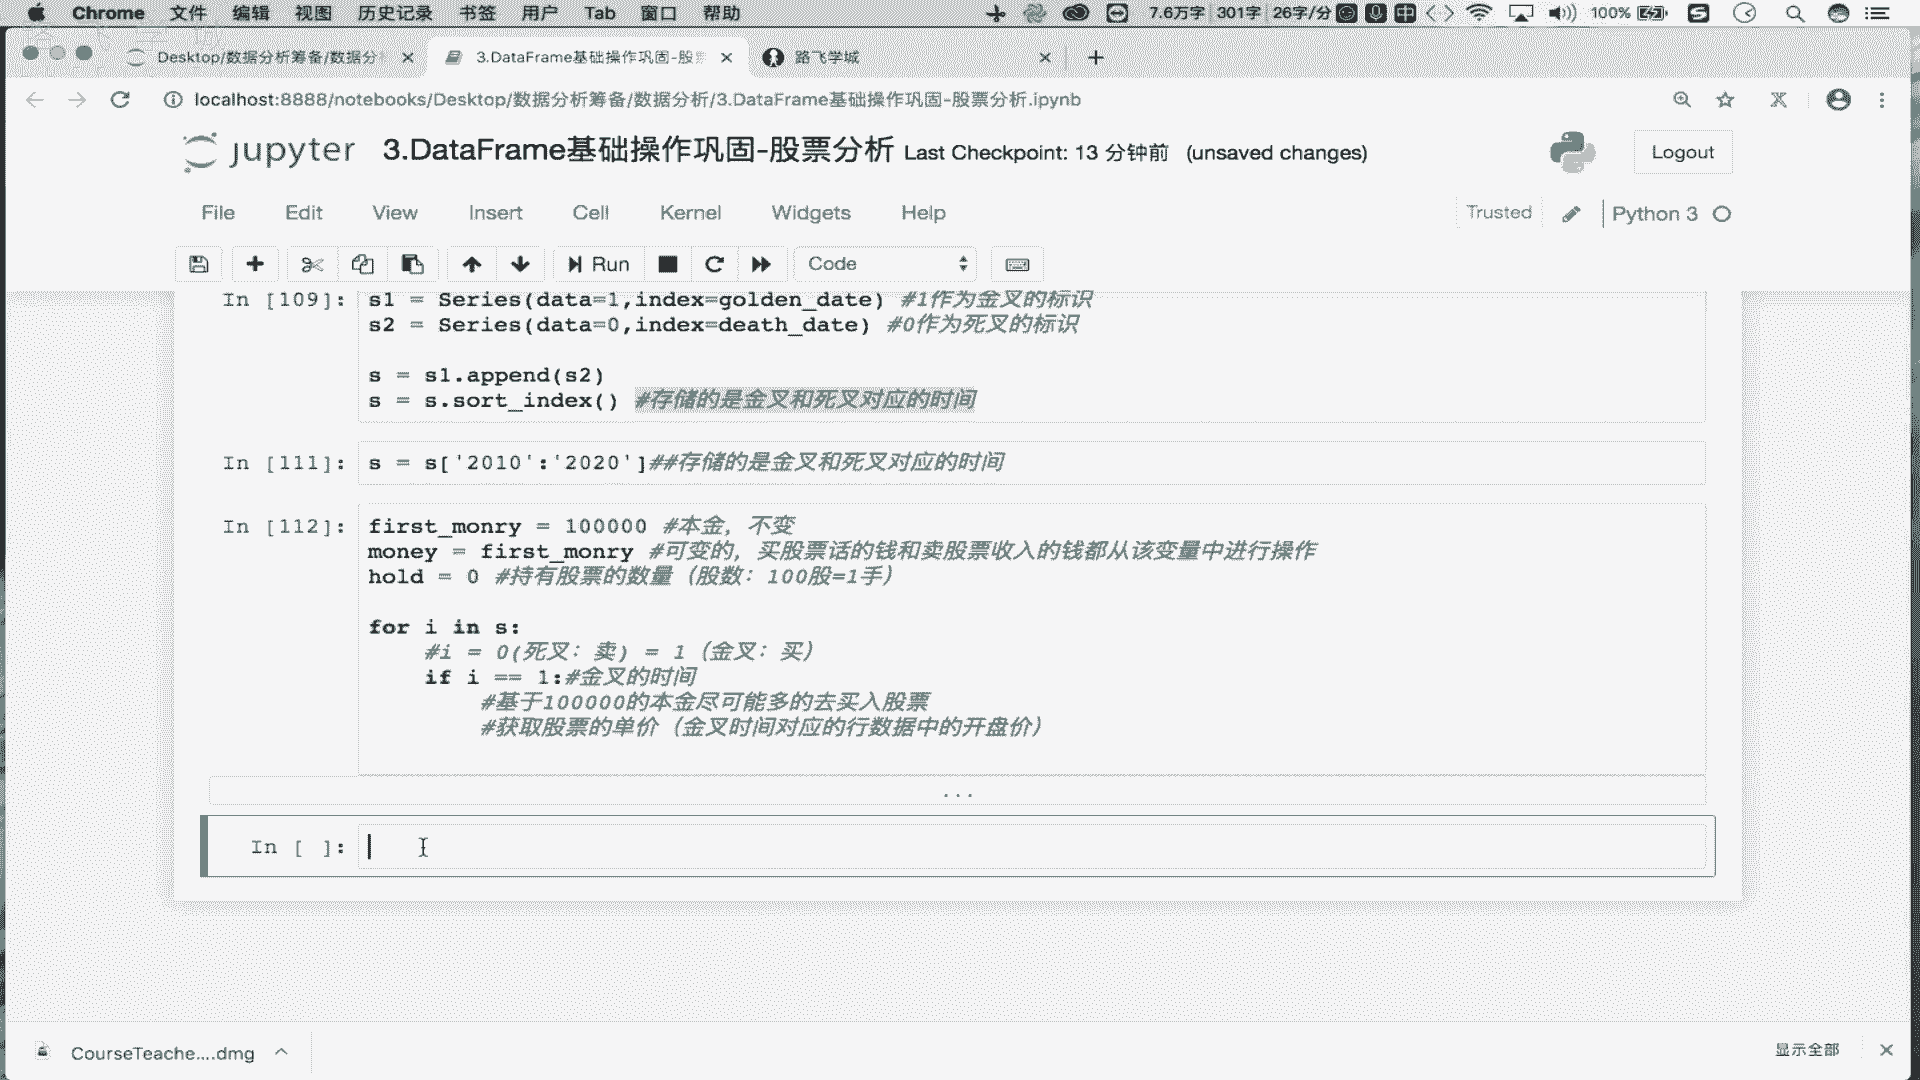 Chrome 文件 编辑 视图 历史记录 书签 用户 Tab 窗口 帮助 7.6万字 301字 26字/分 中 100%
Desktop/数据分析筹备/数据分 3.DataFrame基础操作巩固-股票 路飞学城
localhost:8888/notebooks/Desktop/数据分析筹备/数据分析/3.DataFrame基础操作巩固-股票分析.ipynb
jupyter 3.DataFrame基础操作巩固-股票分析 Last Checkpoint: 13 分钟前 (unsaved changes) Logout
File Edit View Insert Cell Kernel Widgets Help Trusted Python 3
Run Code
In [109]: s1 = Series(data=1,index=golden_date) #1作为金叉的标识
s2 = Series(data=0,index=death_date) #0作为死叉的标识
s = s1.append(s2)
s = s.sort_index() #存储的是金叉和死叉对应的时间
In [111]: s = s['2010':'2020']##存储的是金叉和死叉对应的时间
In [112]: first_monry = 100000 #本金，不变
money = first_monry #可变的，买股票话的钱和卖股票收入的钱都从该变量中进行操作
hold = 0 #持有股票的数量（股数：100股=1手）
for i in s:
#i = 0(死叉：卖) = 1（金叉：买）
if i == 1:#金叉的时间
#基于100000的本金尽可能多的去买入股票
#获取股票的单价（金叉时间对应的行数据中的开盘价）
...
In [ ]:
CourseTeache....dmg 显示全部